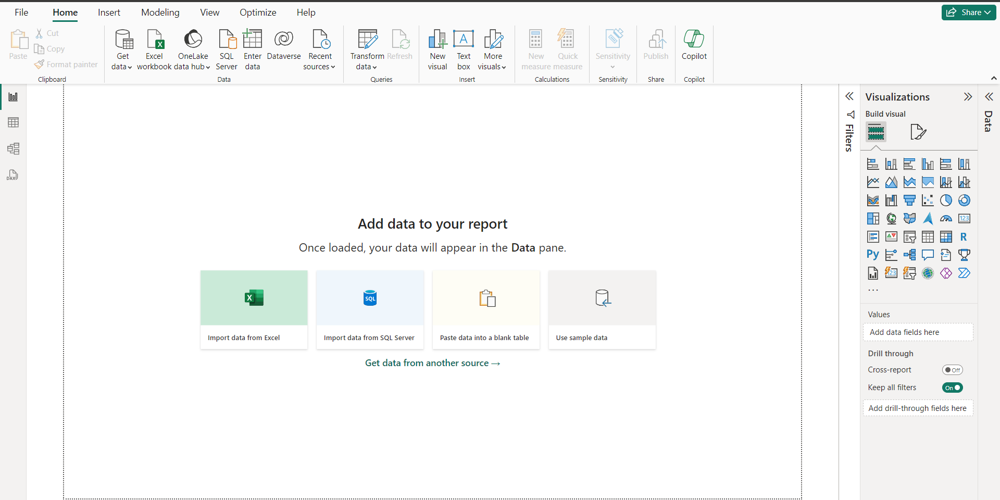 File
Home
Insert
Modeling
View
Optimize
Help
Share
Paste
Cut
Copy
Format painter
Clipboard
Get
data
Excel
workbook
OneLake
data hub
SQL
Server
Enter
data
Dataverse
Recent
sources
Data
Transform
data
Refresh
Queries
New
visual
A
Text
box
More
visuals
Insert
New
measure
Quick
measure
Calculations
Sensitivity
Sensitivity
Publish
Share
Copilot
Copilot
DAX
Add data to your report
Once loaded, your data will appear in the Data pane.
X
Import data from Excel
SQL
Import data from SQL Server
Paste data into a blank table
Use sample data
Get data from another source →
Filters
Visualizations
Build visual
123
R
Py
123
...
Values
Add data fields here
Drill through
Cross-report
Off
Keep all filters
On
Add drill-through fields here
Data